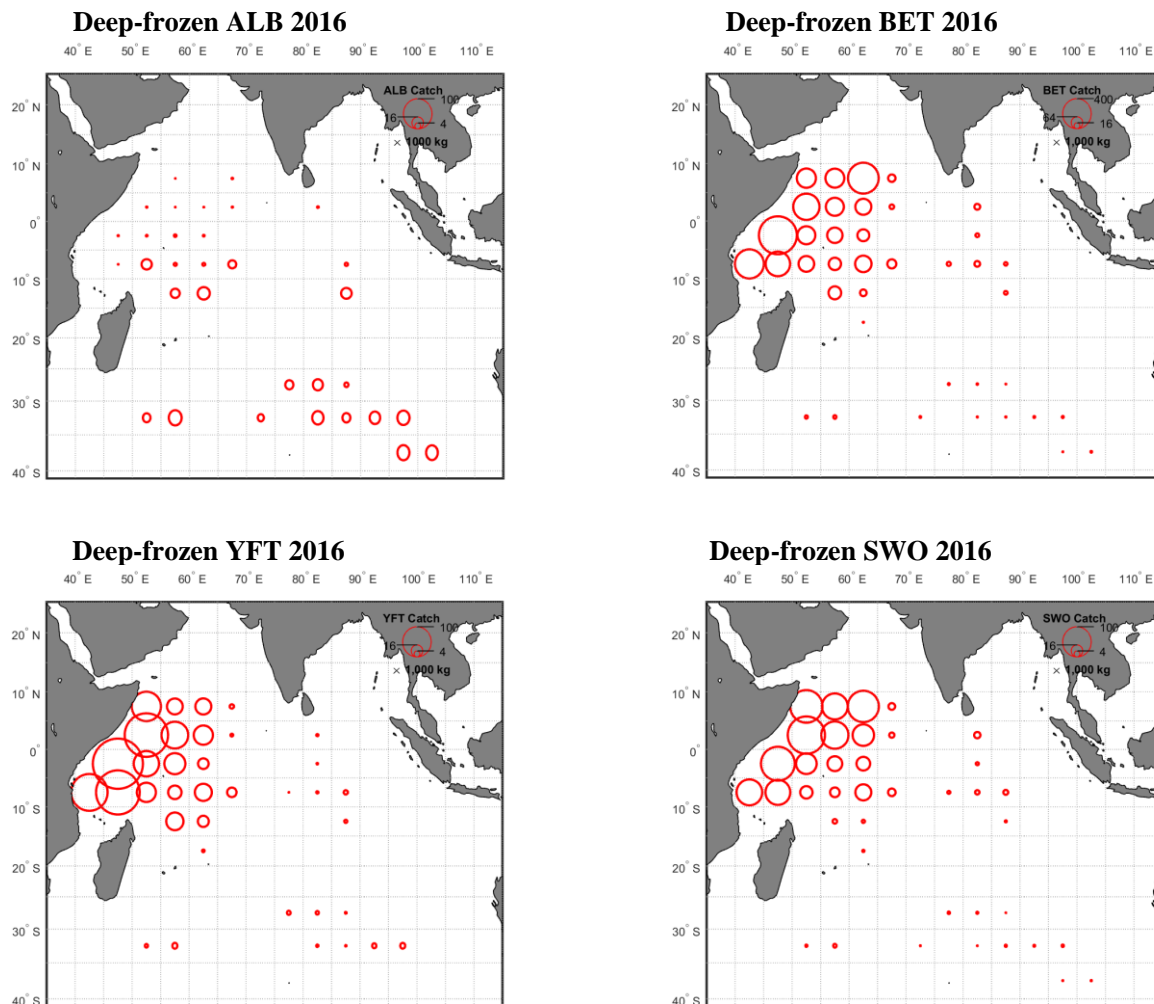 Deep-frozen ALB 2016
40° E 50° E 60° E 70° E 80° E 90° E 100° E 110° E
20° N
10° N
0°
10° S
20° S
30° S
40° S
ALB Catch
100
16
4
× 1000 kg
Deep-frozen BET 2016
40° E 50° E 60° E 70° E 80° E 90° E 100° E 110° E
20° N
10° N
0°
10° S
20° S
30° S
40° S
BET Catch
400
64
16
× 1,000 kg
Deep-frozen YFT 2016
40° E 50° E 60° E 70° E 80° E 90° E 100° E 110° E
20° N
10° N
0°
10° S
20° S
30° S
40° S
YFT Catch
100
16
4
× 1,000 kg
Deep-frozen SWO 2016
40° E 50° E 60° E 70° E 80° E 90° E 100° E 110° E
20° N
10° N
0°
10° S
20° S
30° S
40° S
SWO Catch
100
16
4
× 1,000 kg